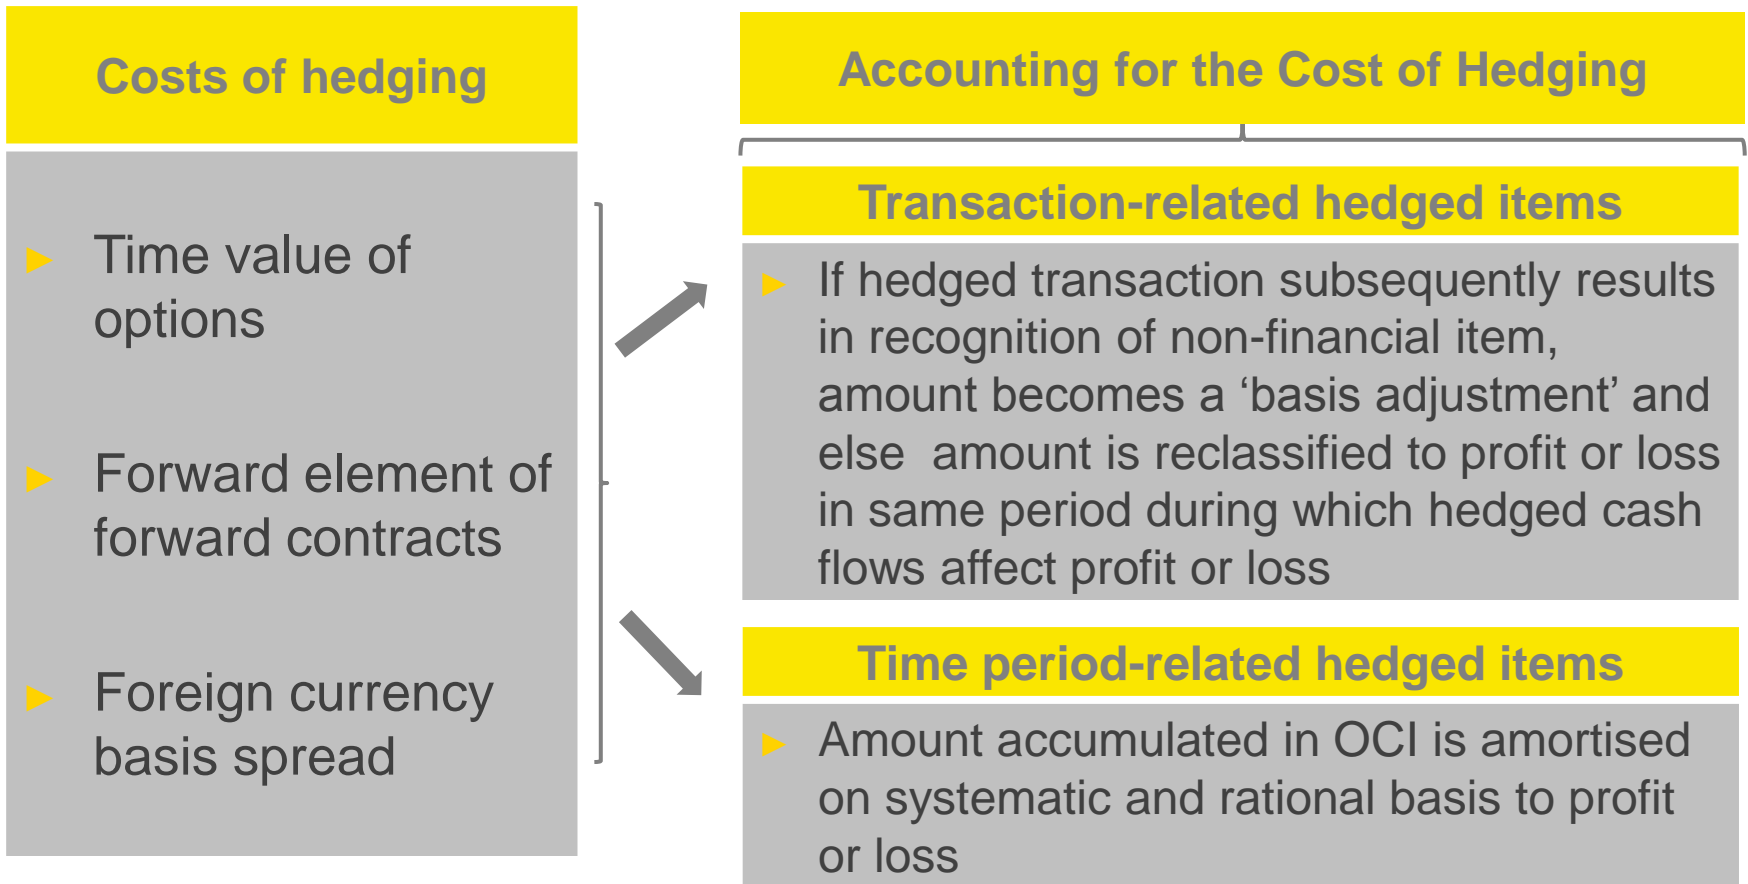 Costs of hedging
Time value of
options
Forward element of
forward contracts
Foreign currency
basis spread
Accounting for the Cost of Hedging
Transaction-related hedged items
If hedged transaction subsequently results
in recognition of non-financial item,
amount becomes a ‘basis adjustment’ and
else  amount is reclassified to profit or loss
in same period during which hedged cash
flows affect profit or loss
Time period-related hedged items
Amount accumulated in OCI is amortised
on systematic and rational basis to profit
or loss